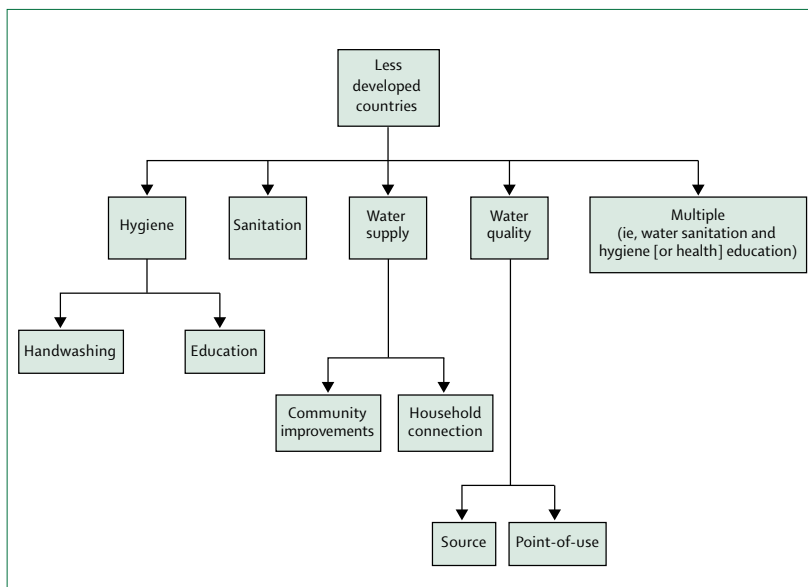 Less
developed
countries
Hygiene
Sanitation
Water
supply
Water
quality
Multiple
(ie, water sanitation and
hygiene [or health] education)
Handwashing
Education
Community
improvements
Household
connection
Source
Point-of-use